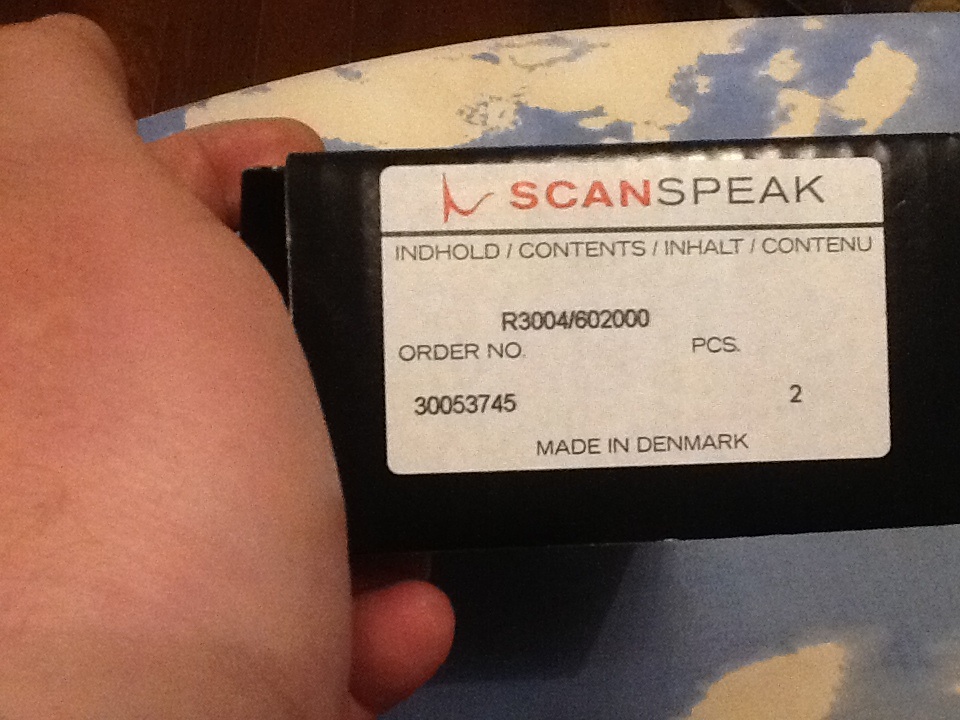 SCANSPEAK
INDHOLD / CONTENTS / INHALT / CONTENU
R3004/602000
ORDER NO. PCS.
30053745 2
MADE IN DENMARK